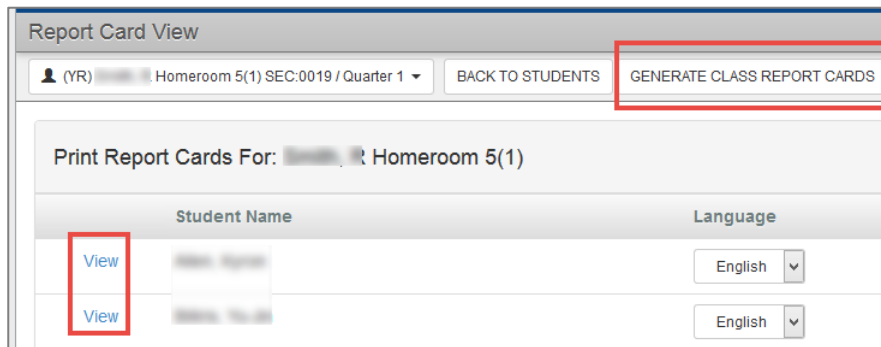 Report Card View
(YR) Homeroom 5(1) SEC:0019 / Quarter 1 BACK TO STUDENTS GENERATE CLASS REPORT CARDS
Print Report Cards For: Homeroom 5(1)
Student Name Language
View English
View English